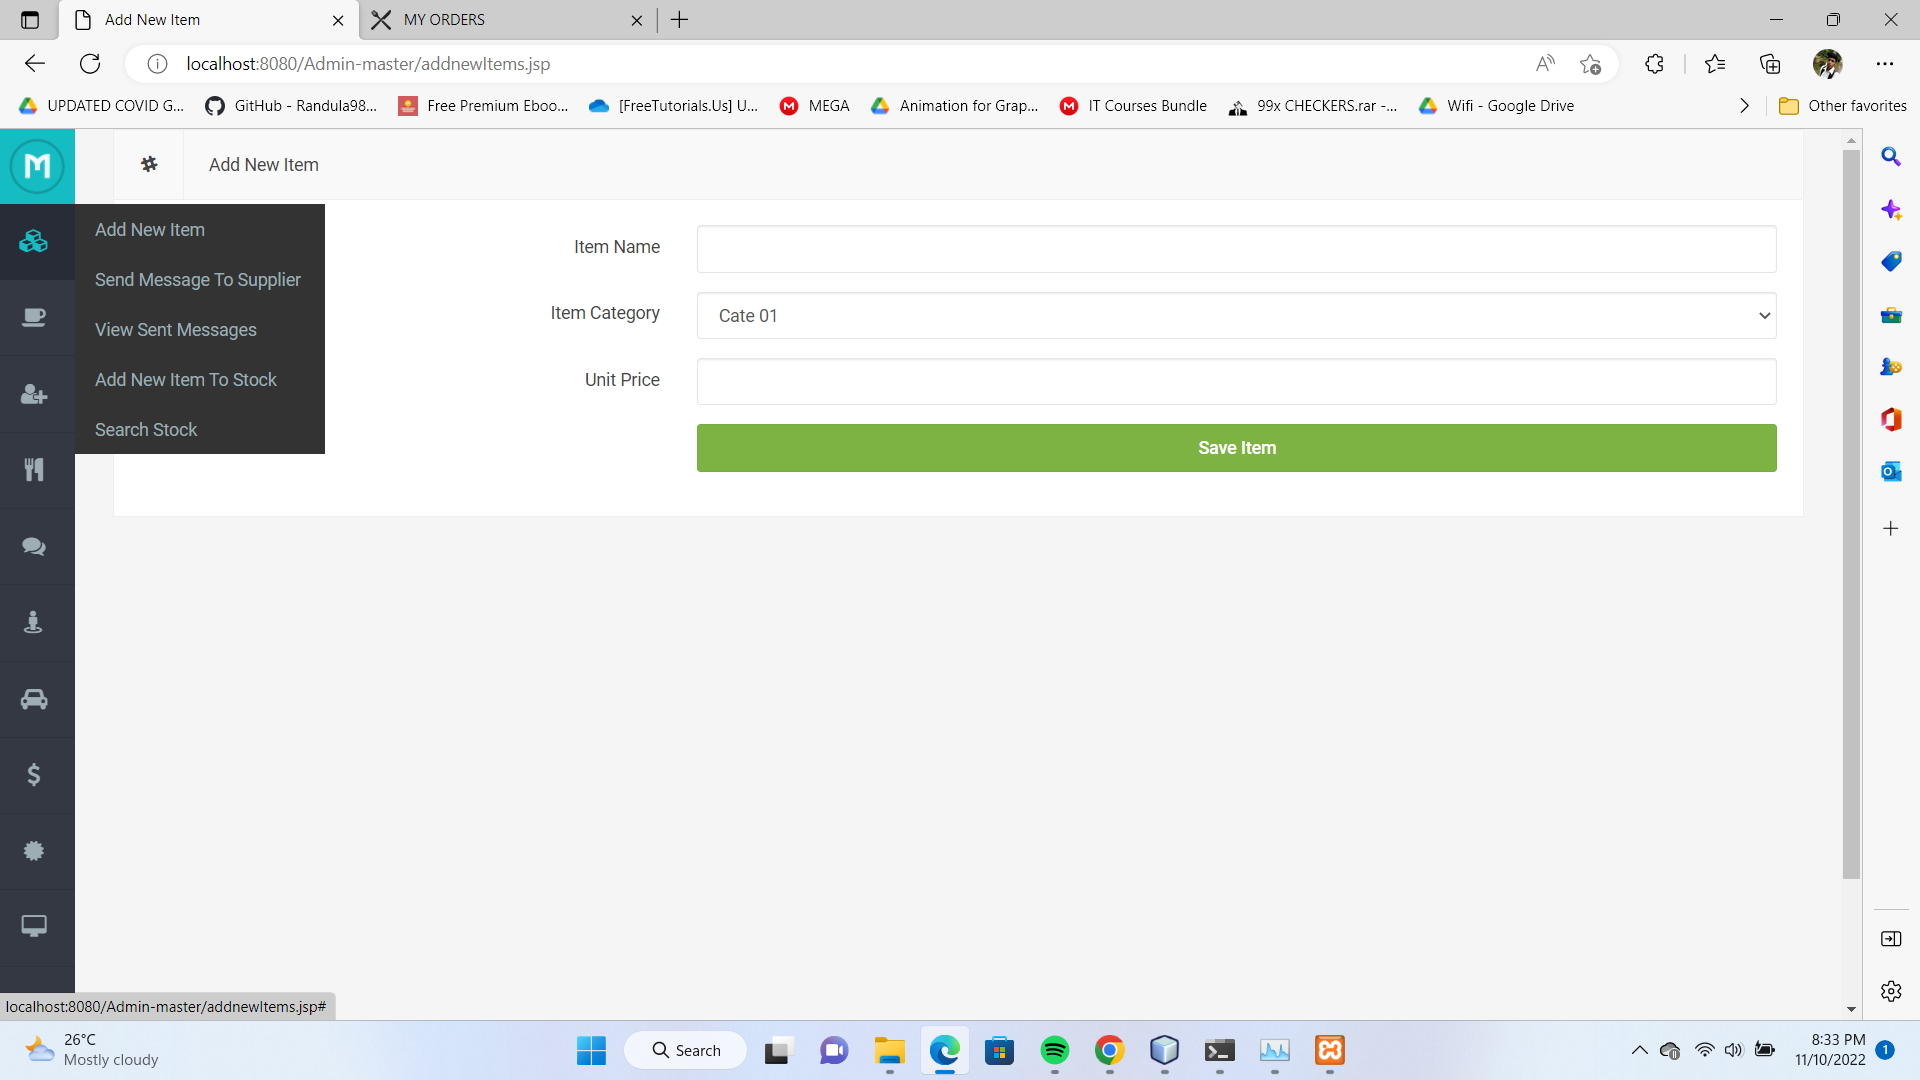 Add New Item
MY ORDERS
localhost:8080/Admin-master/addnewItems.jsp
UPDATED COVID G...
GitHub - Randula98...
Free Premium Eboo...
[FreeTutorials.Us] U...
MEGA
Animation for Grap...
IT Courses Bundle
99x CHECKERS.rar -...
Wifi - Google Drive
Other favorites
M
Add New Item
Add New Item
Send Message To Supplier
View Sent Messages
Add New Item To Stock
Search Stock
Item Name
Item Category
Cate 01
Unit Price
Save Item
localhost:8080/Admin-master/addnewItems.jsp#
26°C
Mostly cloudy
Search
8:33 PM
11/10/2022
1